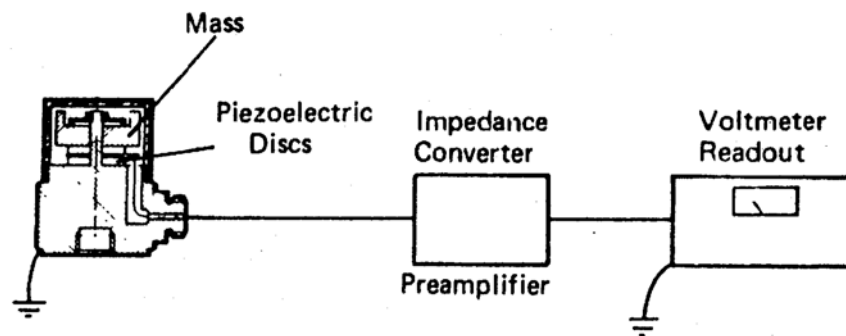 Mass
Piezoelectric
Discs
Impedance
Converter
Preamplifier
Voltmeter
Readout